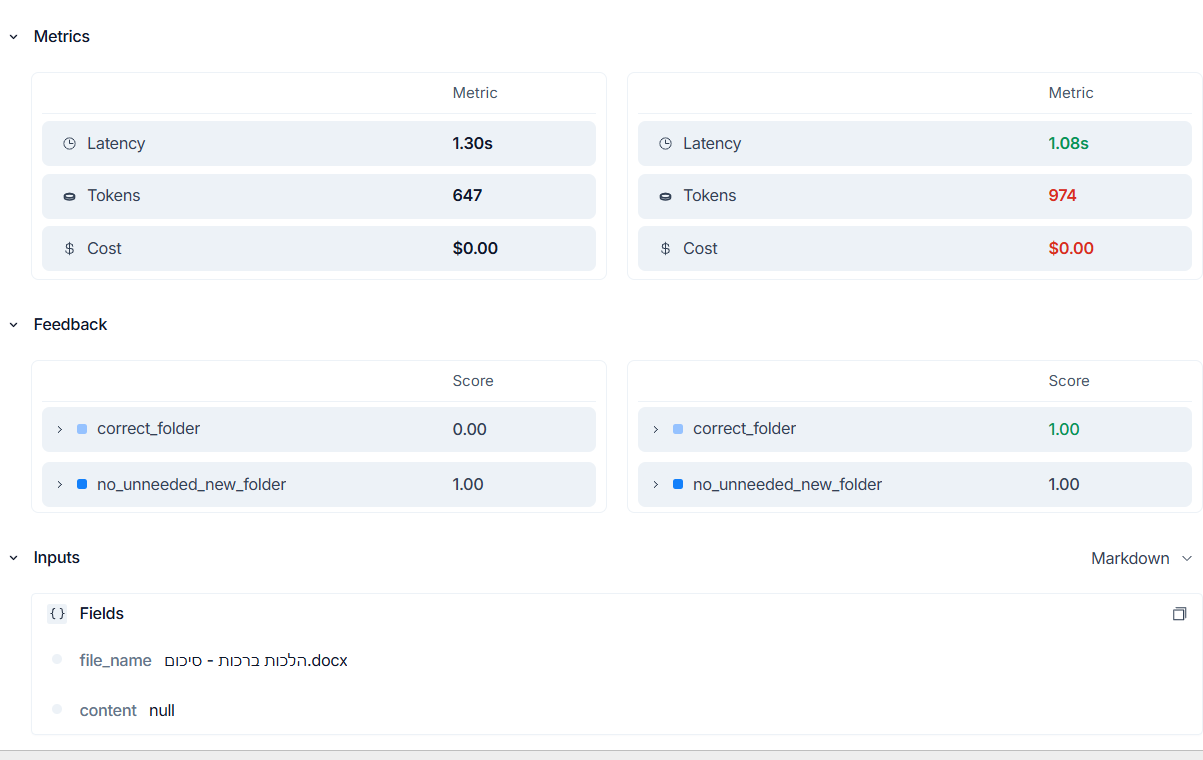 Metrics
Metric
Latency 1.30s
Tokens 647
Cost $0.00
Metric
Latency 1.08s
Tokens 974
$ Cost $0.00
Feedback
Score
correct_folder 0.00
no_unneeded_new_folder 1.00
Score
correct_folder 1.00
no_unneeded_new_folder 1.00
Inputs
Markdown
{} Fields
file_name הלכות ברכות - סיכום.docx
content null